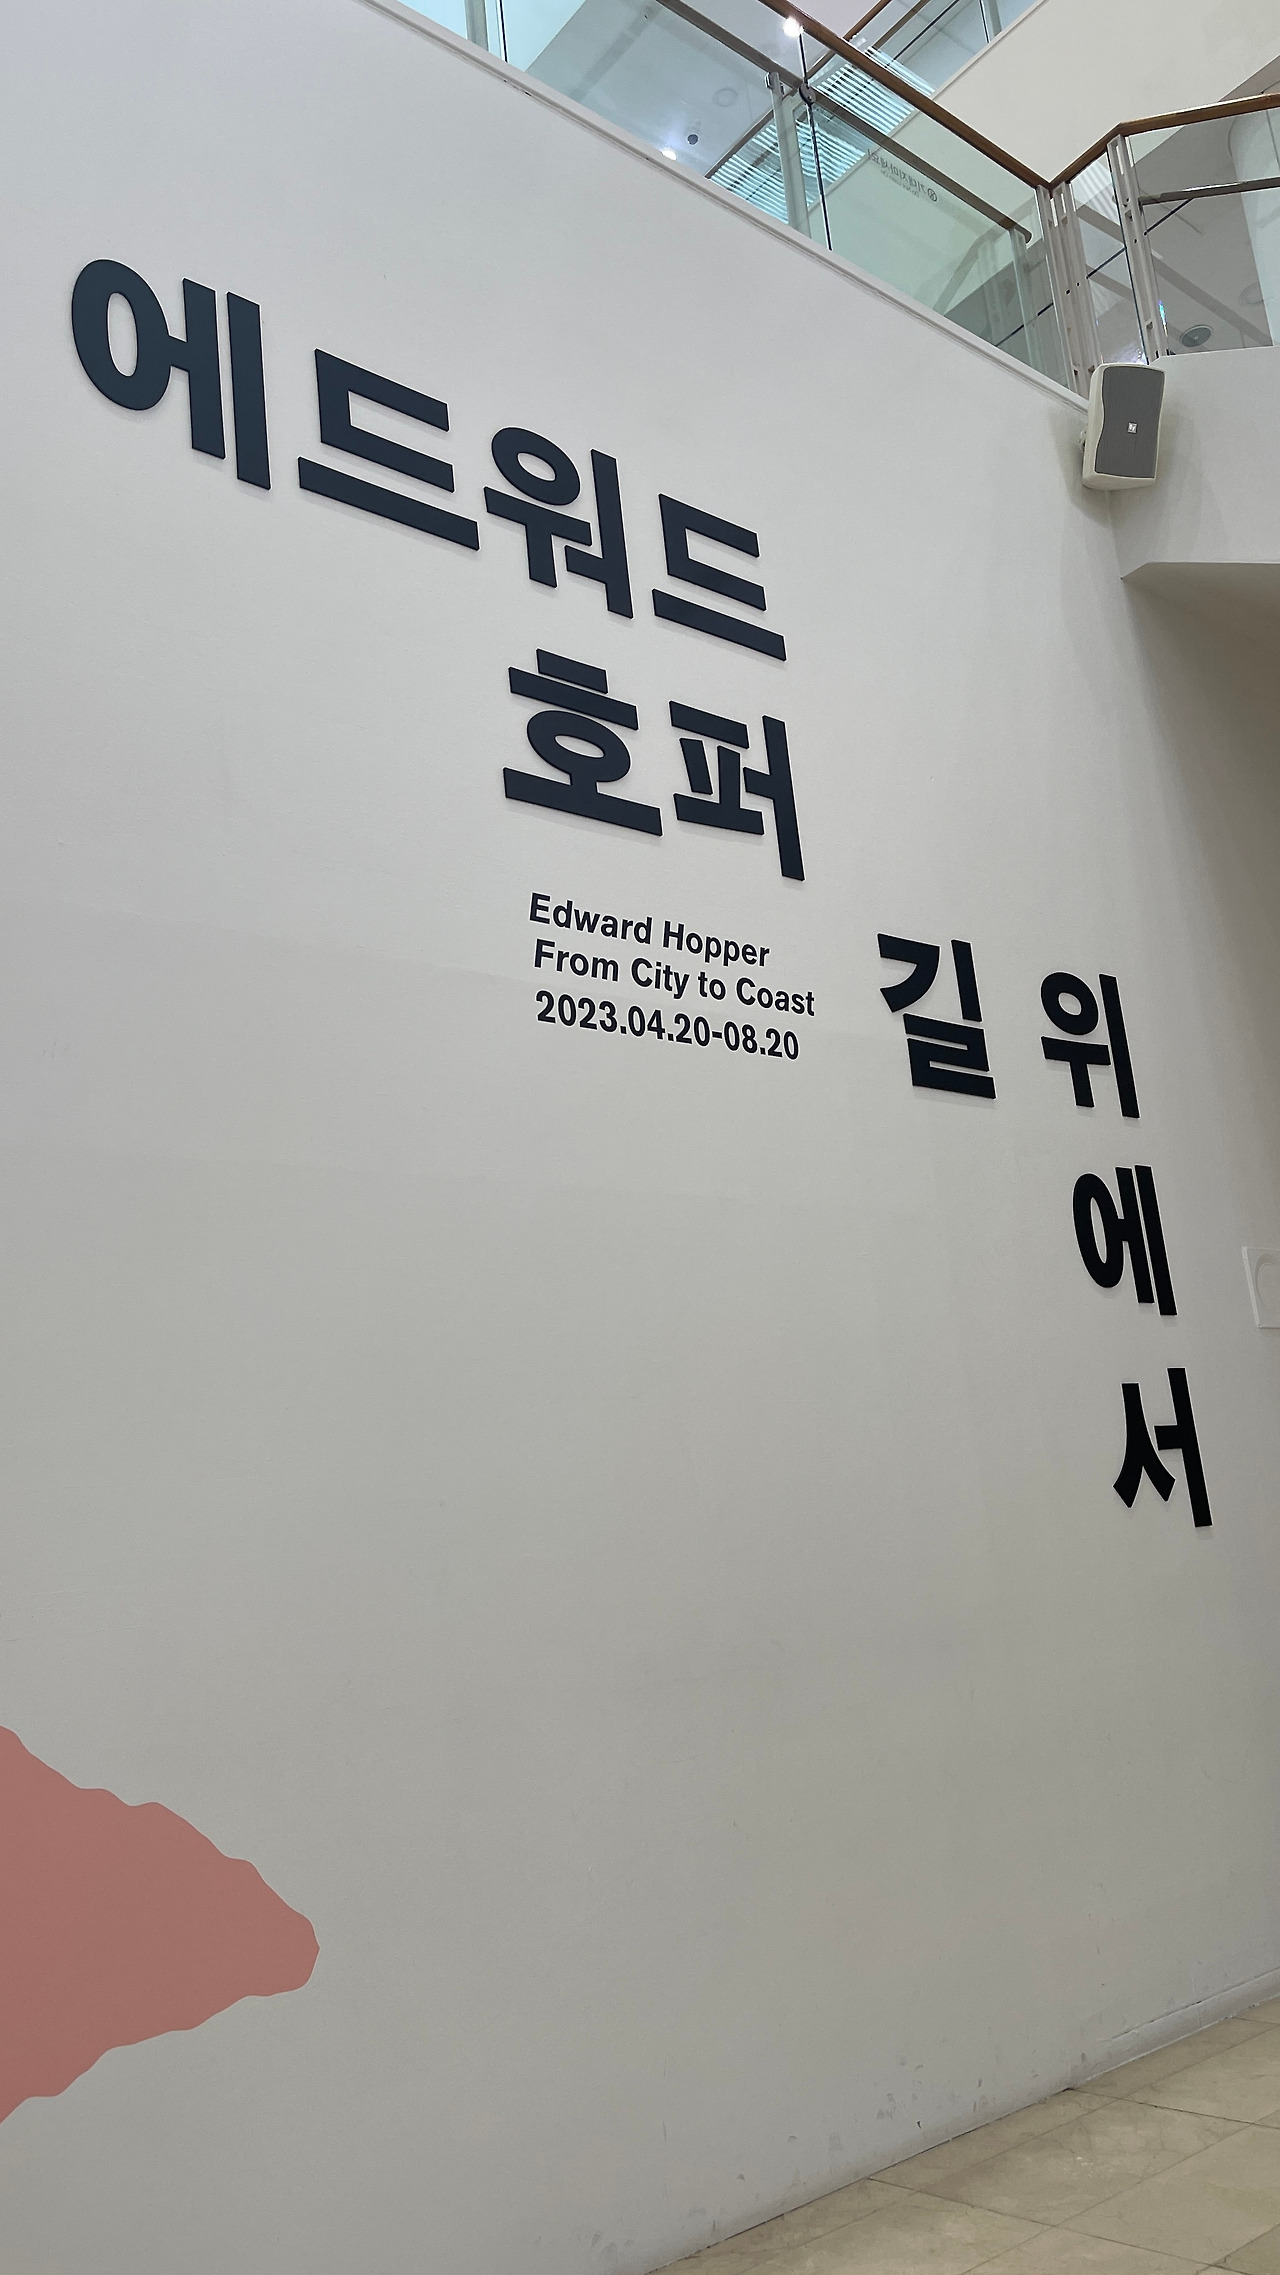 에드워드
호퍼
Edward Hopper
From City to Coast
2023.04.20-08.20
길 위
에
서